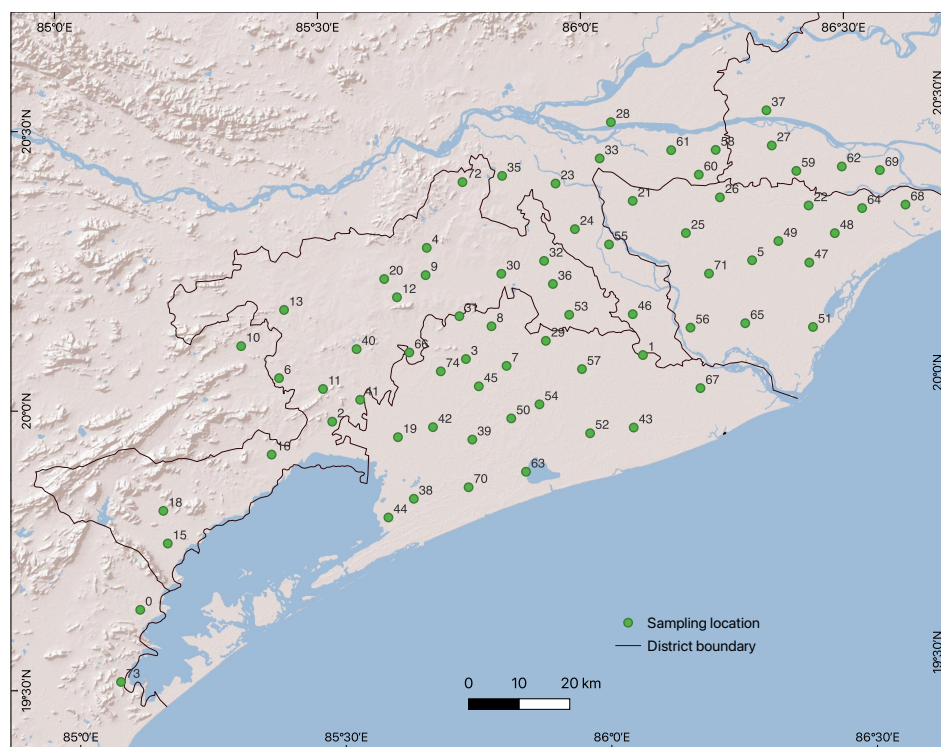 85°0'E 85°30'E 86°0'E 86°30'E
20°30'N 20°30'N
37
28
27
61 58
33
59 62 69
35 60
72 23
26
21
22 64 68
24
25 48
55 49
4
32 5 47
9 30 71
20 36
12
13 46
31 53
8 56 65 51
29
10 40 66 1
3 7
74 57
6
45
11 67
41
54
2 50
42 43
19 39 52
20°0'N 20°0'N
16
63
70
38
18 44
15
0
Sampling location
District boundary
73
0 10 20 km
19°30'N 19°30'N
85°0'E 85°30'E 86°0'E 86°30'E